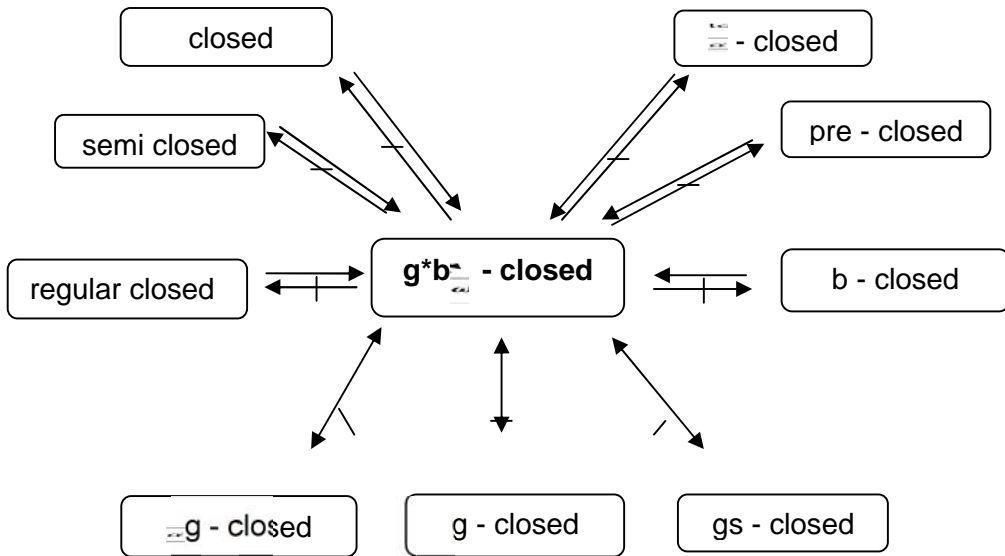 closed
- closed
semi closed
pre - closed
g*b - closed
regular closed
b - closed
g - closed
g - closed
gs - closed